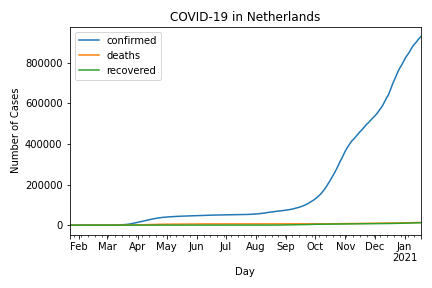 COVID-19 in Netherlands
confirmed
deaths
recovered
Number of Cases
800000
600000
400000
200000
0
Feb Mar Apr May Jun Jul Aug Sep Oct Nov Dec Jan
2021
Day